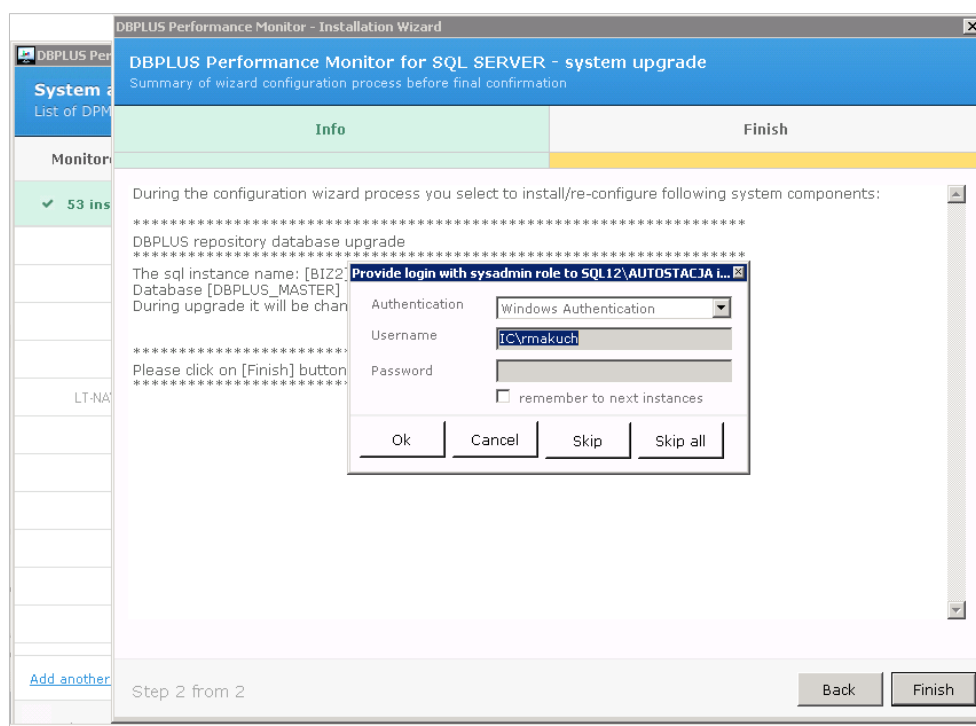 DBPLUS Performance Monitor - Installation Wizard
DBPLUS Per
DBPLUS Performance Monitor for SQL SERVER - system upgrade
Summary of wizard configuration process before final confirmation
System a
List of DPM
Info
Finish
Monitore
53 ins
During the configuration wizard process you select to install/re-configure following system components:
*******************************************************************
DBPLUS repository database upgrade
*******************************************************************
The sql instance name: [BIZ2]
Database [DBPLUS_MASTER]
During upgrade it will be chan
************************
Please click on [Finish] button
************************
Provide login with sysadmin role to SQL12\AUTOSTACJA i...
Authentication
Windows Authentication
Username
IC\rmakuch
Password
remember to next instances
Ok
Cancel
Skip
Skip all
LT-NA
Add another
Step 2 from 2
Back
Finish